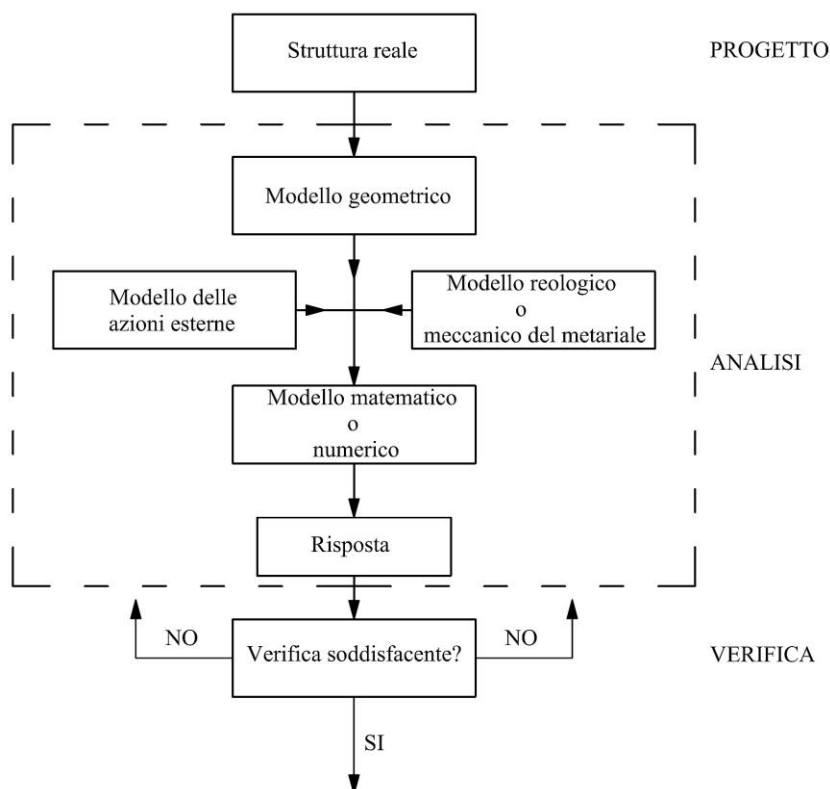 Struttura reale
PROGETTO
Modello geometrico
Modello delle
azioni esterne
Modello reologico
o
meccanico del metariale
ANALISI
Modello matematico
o
numerico
Risposta
NO
Verifica soddisfacente?
NO
VERIFICA
SI